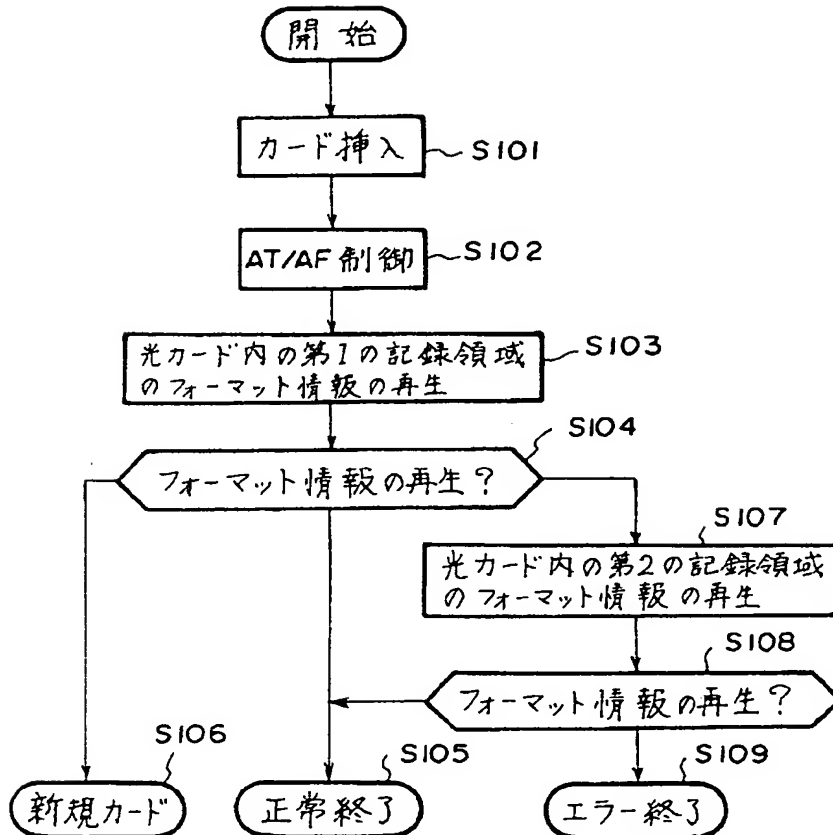 開始
カード挿入
S101
AT/AF制御
S102
光カード内の第1の記録領域
のフォーマット情報の再生
S103
S104
フォーマット情報の再生?
S107
光カード内の第2の記録領域
のフォーマット情報の再生
S108
フォーマット情報の再生?
S106
新規カード
S105
正常終了
S109
エラー終了